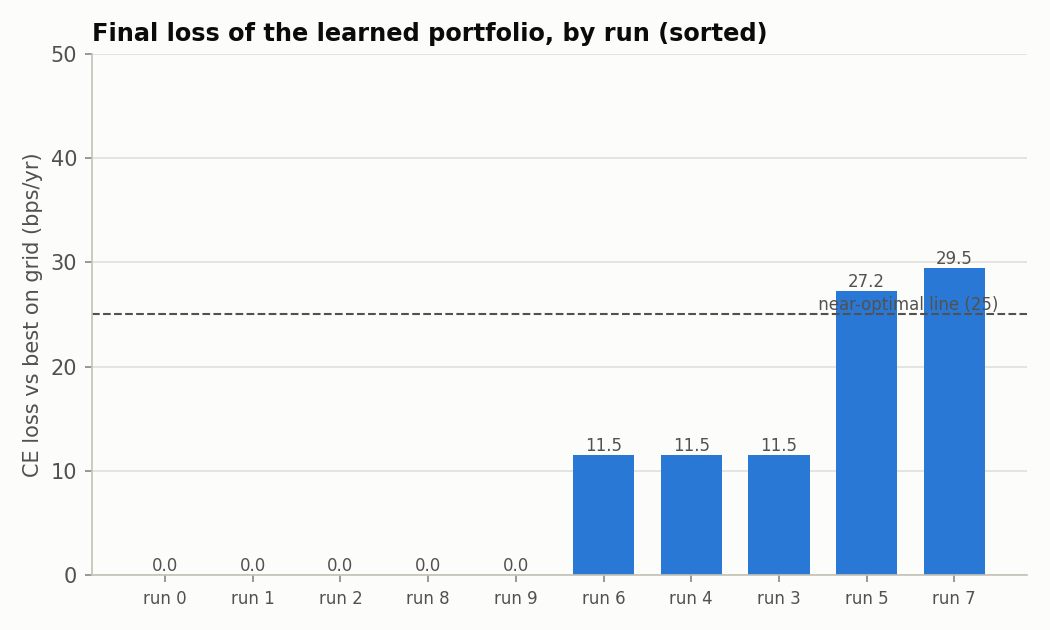 Final loss of the learned portfolio, by run (sorted)
CE loss vs best on grid (bps/yr)
50
40
30
20
10
0
29.5
27.2
near-optimal line (25)
11.5 11.5 11.5
0.0 0.0 0.0 0.0 0.0
run 0 run 1 run 2 run 8 run 9 run 6 run 4 run 3 run 5 run 7